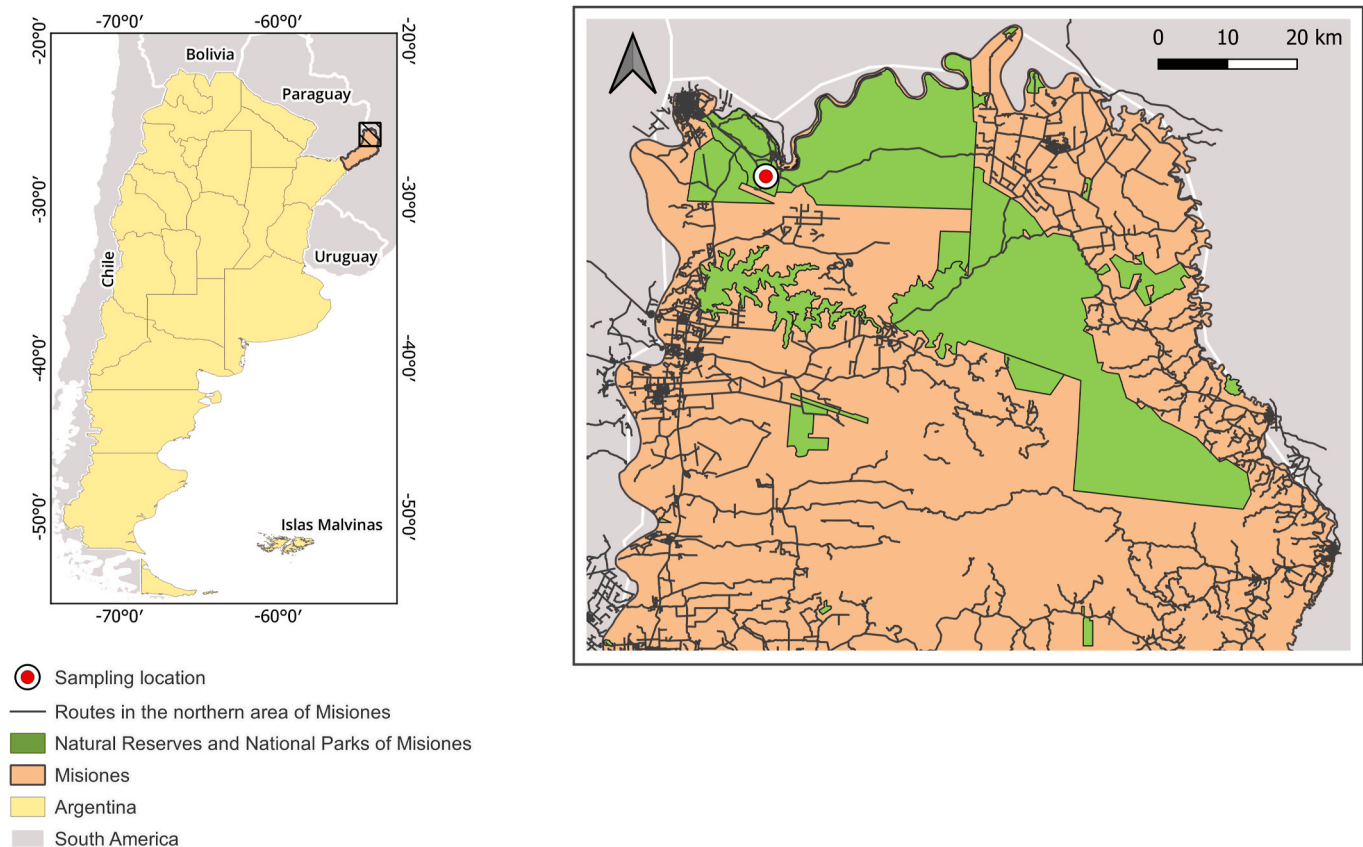 -70°0′ -60°0′
-20°0′ -20°0′
Bolivia
Paraguay
-30°0′ -30°0′
Uruguay
Chile
-40°0′ -40°0′
-50°0′ -50°0′
Islas Malvinas
-70°0′ -60°0′
0 10 20 km
Sampling location
Routes in the northern area of Misiones
Natural Reserves and National Parks of Misiones
Misiones
Argentina
South America